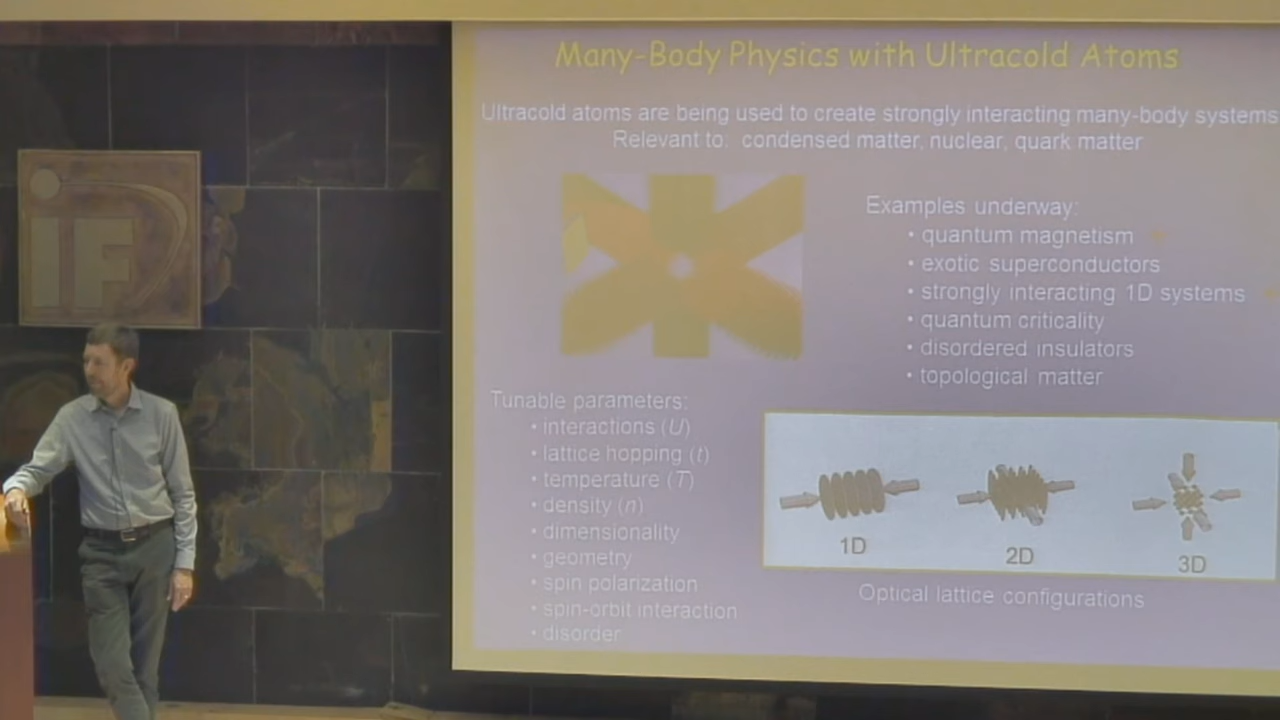 Many-Body Physics with Ultracold Atoms
Ultracold atoms are being used to create strongly interacting many-body systems
Relevant to: condensed matter, nuclear, quark matter
IF
Examples underway:
• quantum magnetism
• exotic superconductors
• strongly interacting 1D systems
• quantum criticality
• disordered insulators
• topological matter
Tunable parameters:
• interactions (U)
• lattice hopping (t)
• temperature (T)
• density (n)
• dimensionality
• geometry
• spin polarization
• spin-orbit interaction
• disorder
1D
2D
3D
Optical lattice configurations